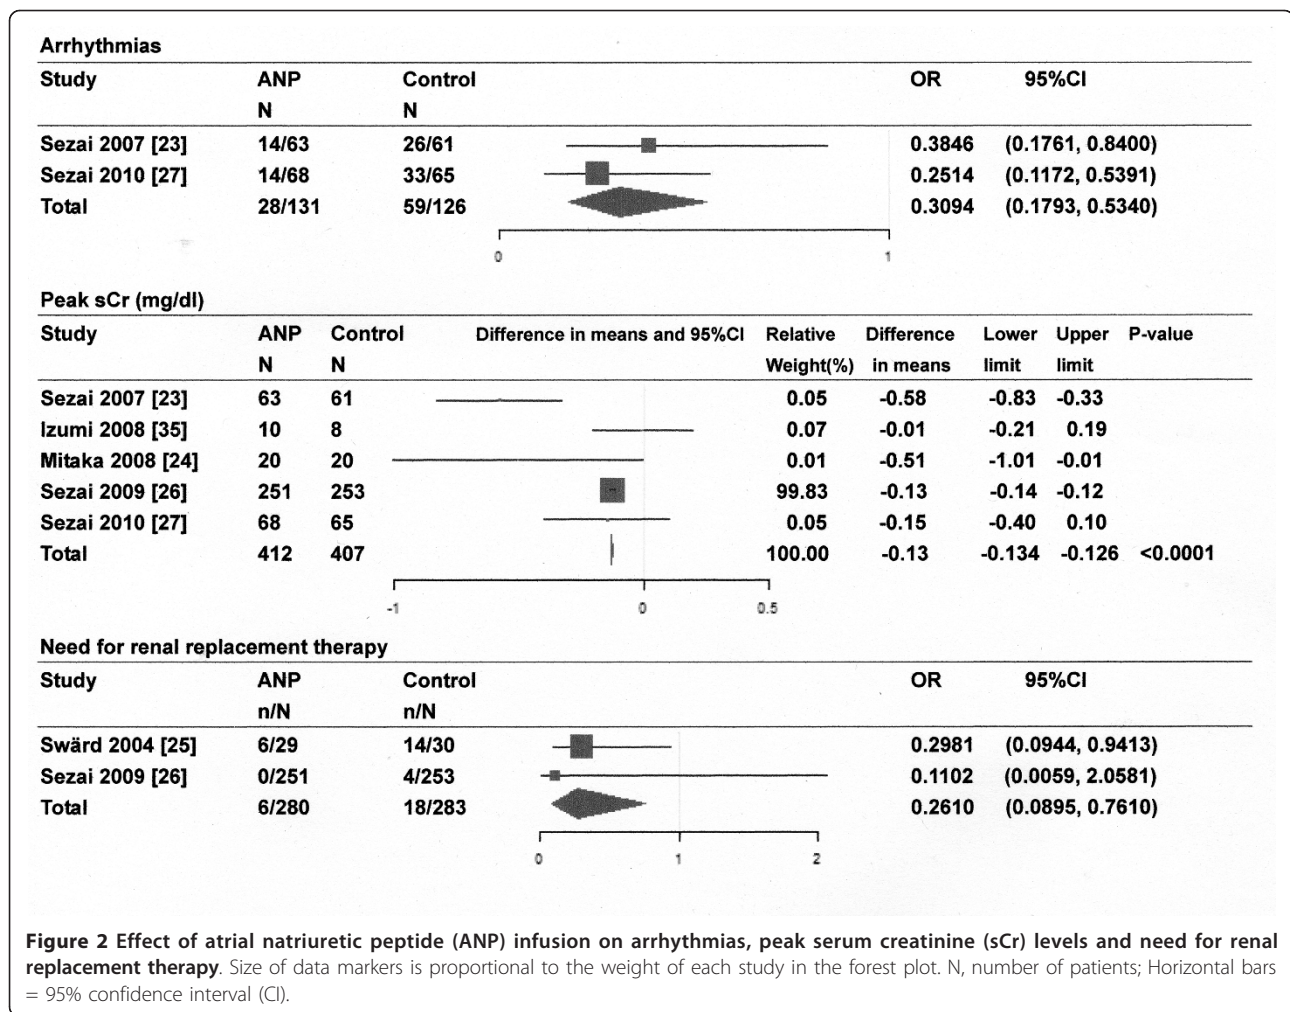 Arrhythmias
Study ANP Control OR 95%CI
N N
Sezai 2007 [23] 14/63 26/61 0.3846 (0.1761, 0.8400)
Sezai 2010 [27] 14/68 33/65 0.2514 (0.1172, 0.5391)
Total 28/131 59/126 0.3094 (0.1793, 0.5340)
0 1
Peak sCr (mg/dl)
Study ANP Control Difference in means and 95%CI Relative Difference Lower Upper P-value
N N Weight(%) in means limit limit
Sezai 2007 [23] 63 61 0.05 -0.58 -0.83 -0.33
Izumi 2008 [35] 10 8 0.07 -0.01 -0.21 0.19
Mitaka 2008 [24] 20 20 0.01 -0.51 -1.01 -0.01
Sezai 2009 [26] 251 253 99.83 -0.13 -0.14 -0.12
Sezai 2010 [27] 68 65 0.05 -0.15 -0.40 0.10
Total 412 407 100.00 -0.13 -0.134 -0.126 <0.0001
-1 0 0.5
Need for renal replacement therapy
Study ANP Control OR 95%CI
n/N n/N
Swärd 2004 [25] 6/29 14/30 0.2981 (0.0944, 0.9413)
Sezai 2009 [26] 0/251 4/253 0.1102 (0.0059, 2.0581)
Total 6/280 18/283 0.2610 (0.0895, 0.7610)
0 1 2
Figure 2 Effect of atrial natriuretic peptide (ANP) infusion on arrhythmias, peak serum creatinine (sCr) levels and need for renal
replacement therapy. Size of data markers is proportional to the weight of each study in the forest plot. N, number of patients; Horizontal bars
= 95% confidence interval (CI).